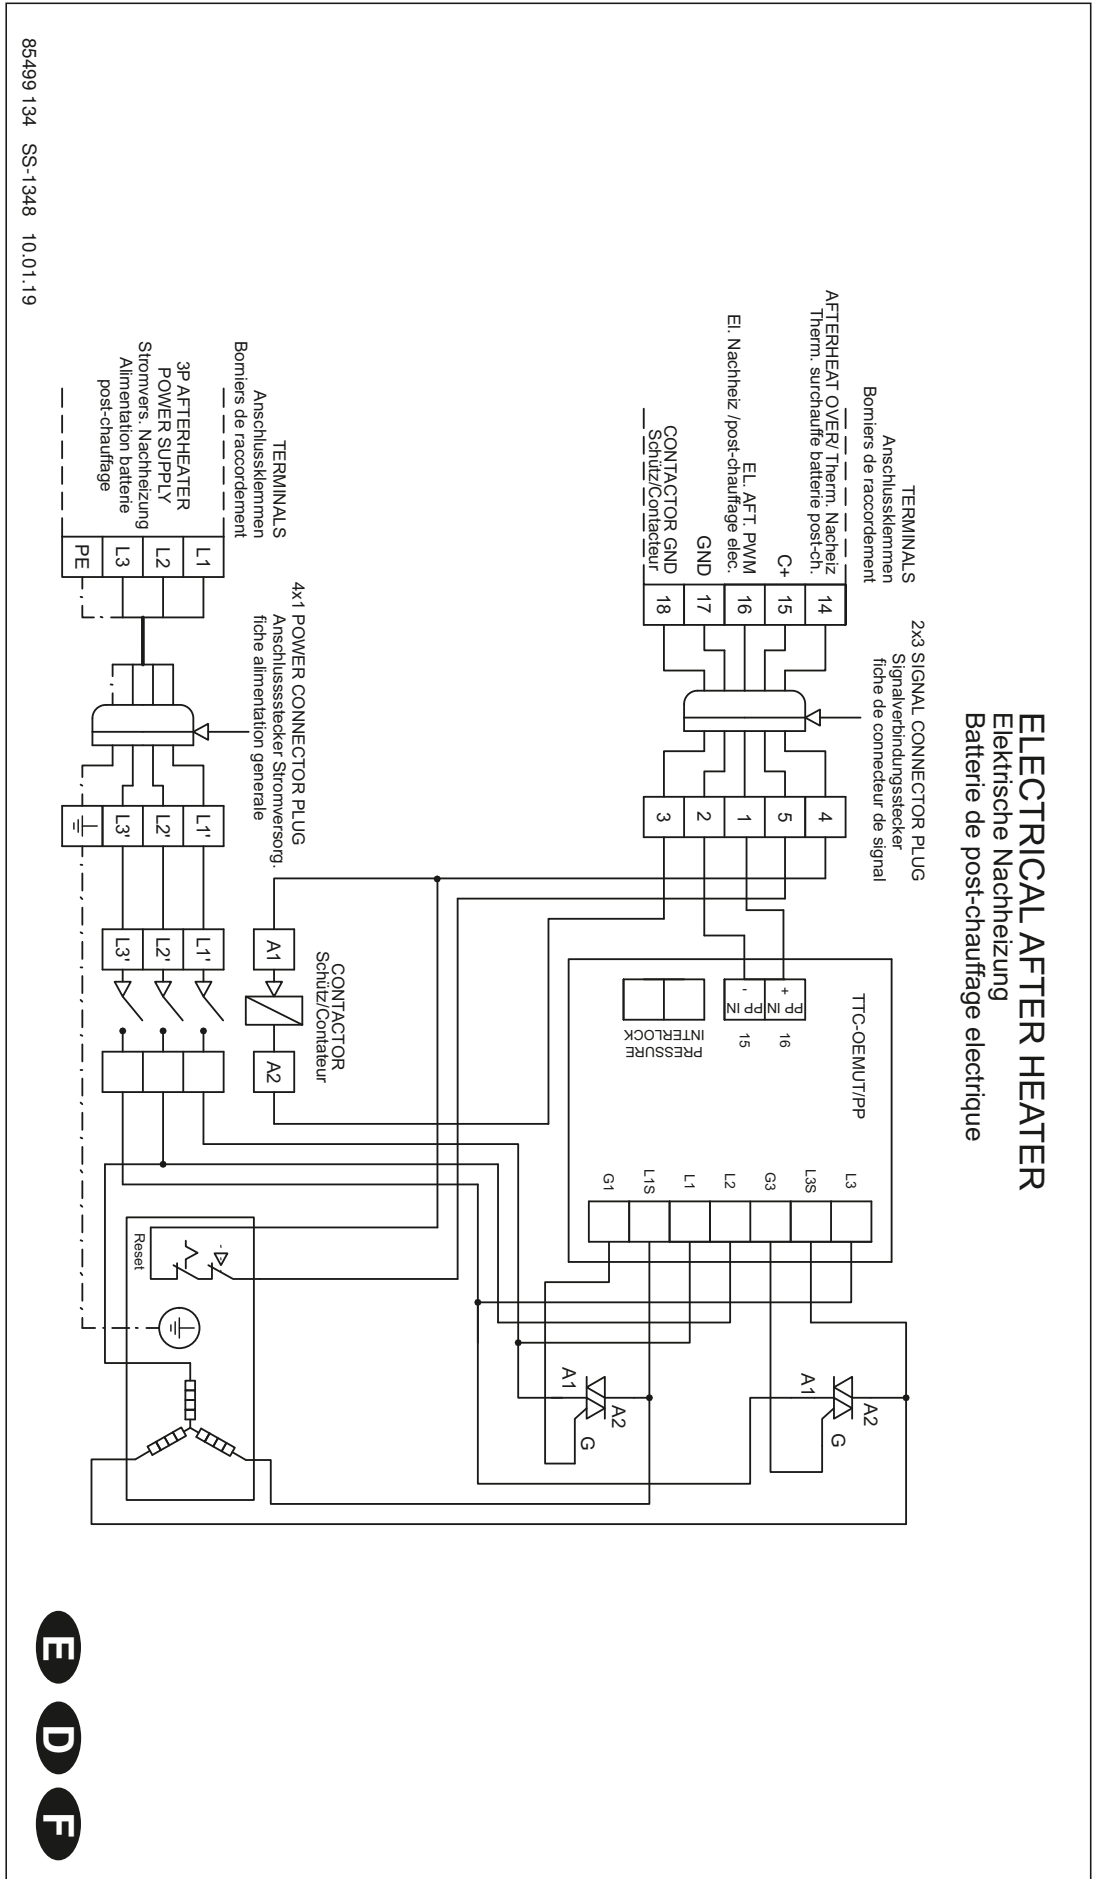 ELECTRICAL AFTER HEATER
Elektrische Nachheizung
Batterie de post-chauffage electrique
TERMINALS
Anschlussklemmen
Borniers de raccordement
2x3 SIGNAL CONNECTOR PLUG
Signalverbindungsstecker
fiche de connecteur de signal
AFTERHEAT OVER/ Therm. Nacheiz
Therm. surchauffe batterie post-ch.
C+
EL. AFT. PWM
El. Nachheiz /post-chauffage elec.
GND
CONTACTOR GND
Schütz/Contacteur
14
15
16
17
18
4
5
1
2
3
TTC-OEMUT/PP
+
PP IN
-
PP IN
16
15
PRESSURE
INTERLOCK
L3
L3S
G3
L2
L1
L1S
G1
A1
A2
G
A1
A2
G
TERMINALS
Anschlussklemmen
Borniers de raccordement
3P AFTERHEATER
POWER SUPPLY
Stromvers. Nachheizung
Alimentation batterie
post-chauffage
L1
L2
L3
PE
4x1 POWER CONNECTOR PLUG
Anschlussstecker Stromversorg.
fiche alimentation generale
L1'
L2'
L3'
CONTACTOR
Schütz/Contateur
A1
A2
L1'
L2'
L3'
Reset
85499 134 SS-1348 10.01.19
E D F